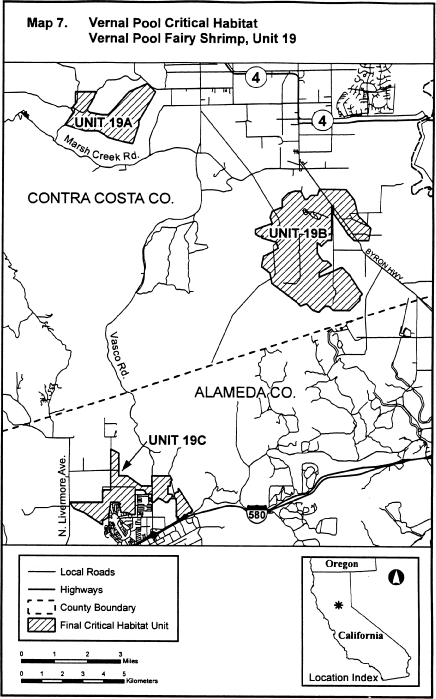 Map 7. Vernal Pool Critical Habitat
Vernal Pool Fairy Shrimp, Unit 19
4
4
UNIT 19A
Marsh Creek Rd.
CONTRA COSTA CO.
UNIT 19B
BYRON HWY
Vasco Rd.
ALAMEDA CO.
UNIT 19C
N. Livermore Ave.
580
Local Roads
Highways
County Boundary
Final Critical Habitat Unit
0 1 2 3
Miles
0 1 2 3 4 5
Kilometers
Oregon
N
California
Location Index